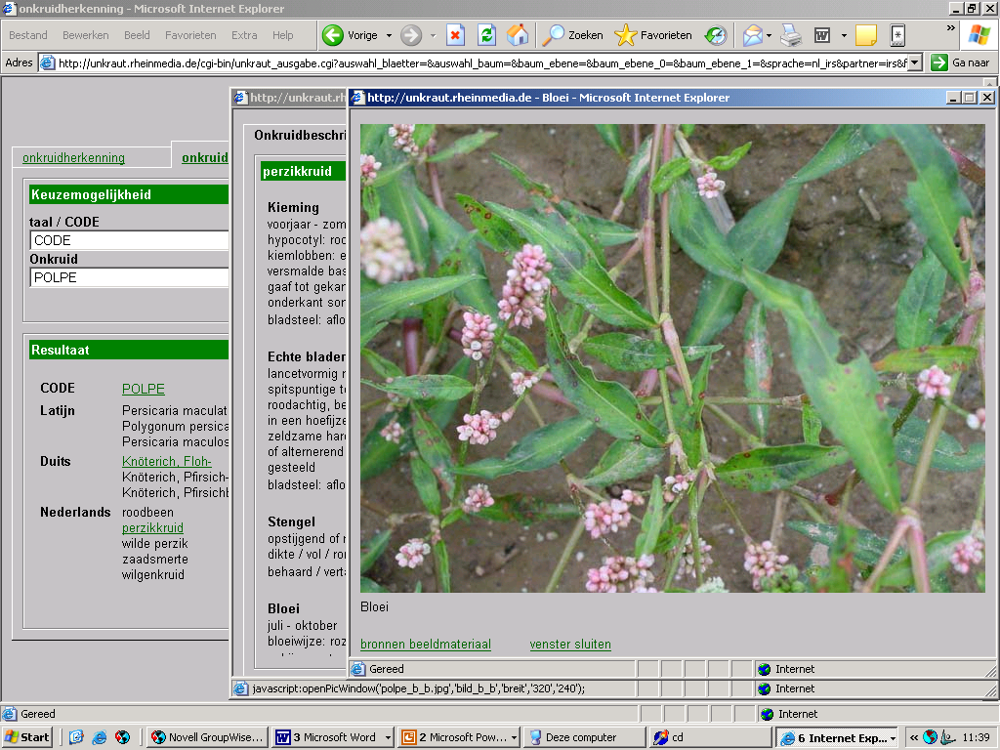 onkruidherkenning - Microsoft Internet Explorer
Bestand Bewerken Beeld Favorieten Extra Help Vorige Zoeken Favorieten
Adres http://unkraut.rheinmedia.de/cgi-bin/unkraut_ausgabe.cgi?auswahl_blaetter=&auswahl_baum=&baum_ebene=&baum_ebene_0=&baum_ebene_1=&sprache=nl_irs&partner=irs&f Ga naar
http://unkraut.rh
http://unkraut.rheinmedia.de - Bloei - Microsoft Internet Explorer
onkruidherkenning
onkruid
Keuzemogelijkheid
taal / CODE
CODE
Onkruid
POLPE
Resultaat
CODE POLPE
Latijn Persicaria maculat
Polygonum persica
Persicaria maculos
Duits Knöterich, Floh-
Knöterich, Pfirsich-
Knöterich, Pfirsichb
Nederlands roodbeen
perzikkruid
wilde perzik
zaadsmerte
wilgenkruid
Onkruidbeschri
perzikkruid
Kieming
voorjaar - zom
hypocotyl: roo
kiemlobben: e
versmalde bas
gaaf tot gekar
onderkant son
bladsteel: aflo
Echte blader
lancetvormig n
spitspuntige to
roodachtig, be
in een hoefijze
zeldzame har
of alternerend
gesteeld
bladsteel: aflo
Stengel
opstijgend of r
dikte / vol / ron
behaard / verta
Bloei
juli - oktober
bloeiwijze: roz
Bloei
bronnen beeldmateriaal venster sluiten
Gereed Internet
javascript:openPicWindow('polpe_b_b.jpg','bild_b_b','breit','320','240'); Internet
Gereed Internet
Start Novell GroupWise... 3 Microsoft Word 2 Microsoft Pow... Deze computer cd 6 Internet Exp... « 11:39